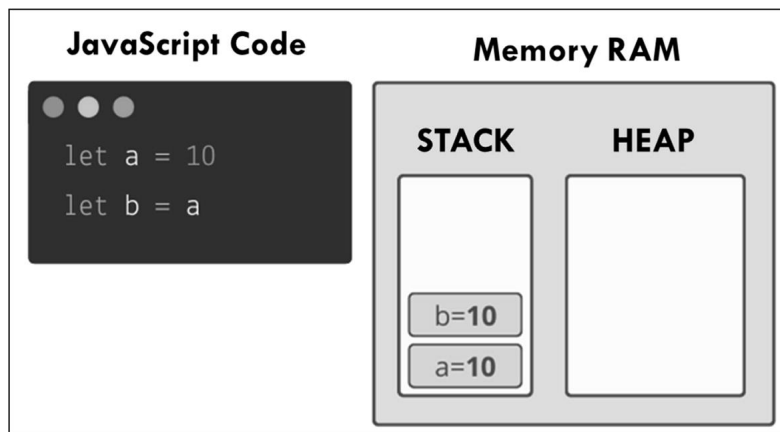 JavaScript Code
let a = 10
let b = a
Memory RAM
STACK
HEAP
b=10
a=10